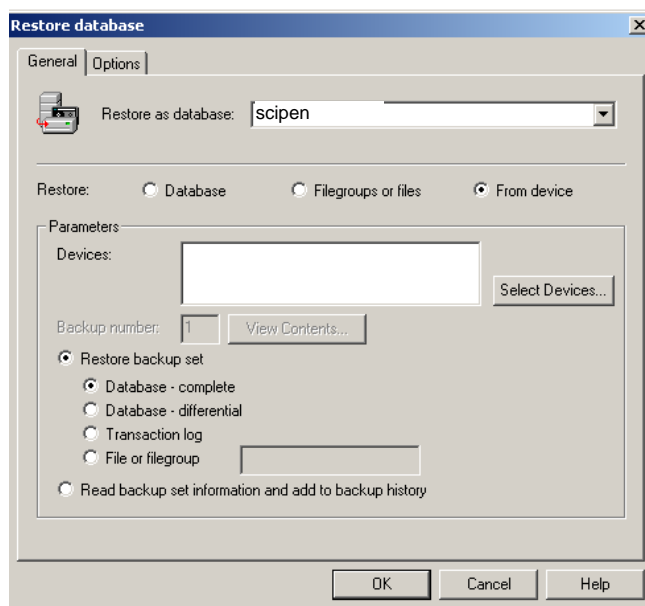 Restore database
General Options
Restore as database: scipen
Restore: Database Filegroups or files From device
Parameters
Devices:
Select Devices...
Backup number: 1 View Contents...
Restore backup set
Database - complete
Database - differential
Transaction log
File or filegroup
Read backup set information and add to backup history
OK Cancel Help